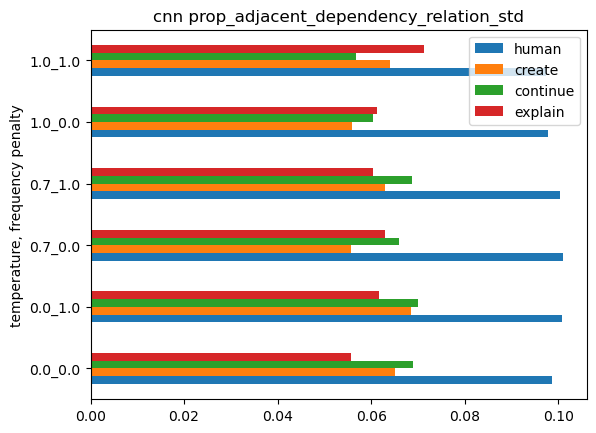 cnn prop_adjacent_dependency_relation_std
human
create
continue
explain
temperature, frequency penalty
1.0_1.0
1.0_0.0
0.7_1.0
0.7_0.0
0.0_1.0
0.0_0.0
0.00 0.02 0.04 0.06 0.08 0.10